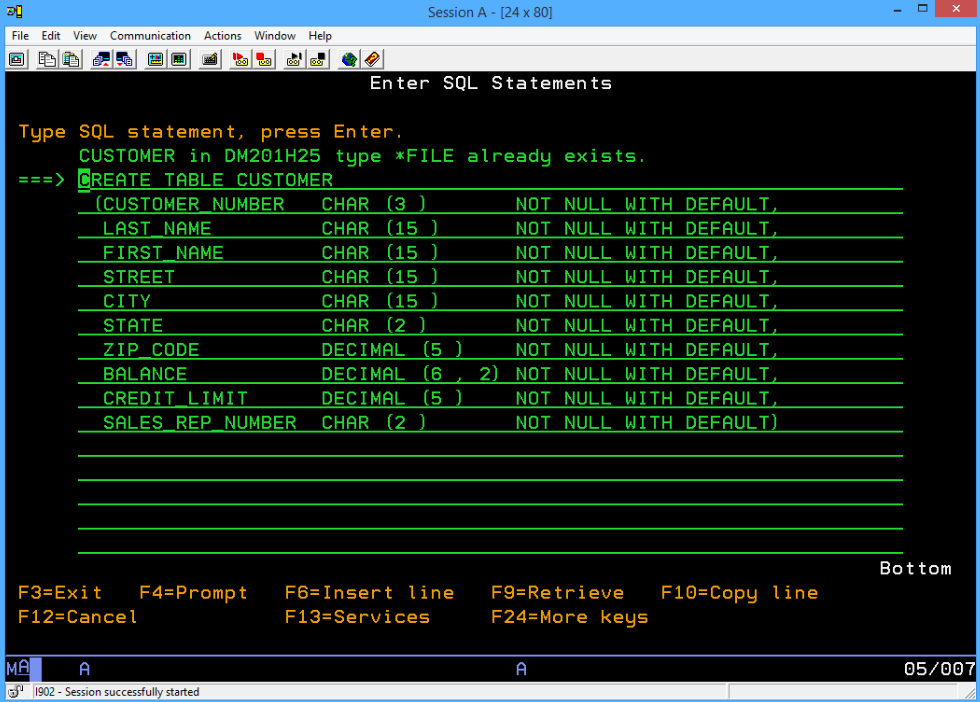 Session A - [24 x 80]
File Edit View Communication Actions Window Help
Enter SQL Statements
Type SQL statement, press Enter.
CUSTOMER in DM201H25 type *FILE already exists.
===> CREATE TABLE CUSTOMER
(CUSTOMER_NUMBER CHAR (3 ) NOT NULL WITH DEFAULT,
LAST_NAME CHAR (15 ) NOT NULL WITH DEFAULT,
FIRST_NAME CHAR (15 ) NOT NULL WITH DEFAULT,
STREET CHAR (15 ) NOT NULL WITH DEFAULT,
CITY CHAR (15 ) NOT NULL WITH DEFAULT,
STATE CHAR (2 ) NOT NULL WITH DEFAULT,
ZIP_CODE DECIMAL (5 ) NOT NULL WITH DEFAULT,
BALANCE DECIMAL (6 , 2) NOT NULL WITH DEFAULT,
CREDIT_LIMIT DECIMAL (5 ) NOT NULL WITH DEFAULT,
SALES_REP_NUMBER CHAR (2 ) NOT NULL WITH DEFAULT)
Bottom
F3=Exit F4=Prompt F6=Insert line F9=Retrieve F10=Copy line
F12=Cancel F13=Services F24=More keys
MA A A 05/007
I902 - Session successfully started